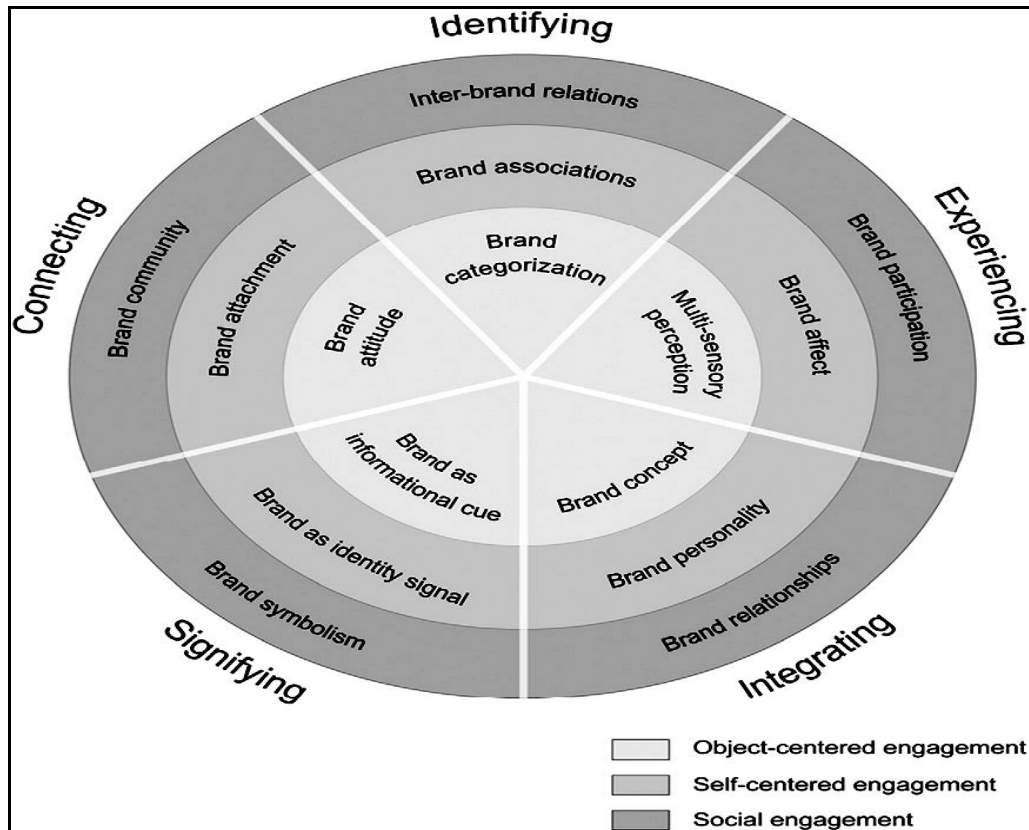 Identifying
Inter-brand relations
Brand associations
Brand
categorization
Experiencing
Brand participation
Brand affect
Multi-sensory
perception
Integrating
Brand relationships
Brand personality
Brand concept
Signifying
Brand symbolism
Brand as identity signal
Brand as
informational cue
Connecting
Brand community
Brand attachment
Brand
attitude
Object-centered engagement
Self-centered engagement
Social engagement